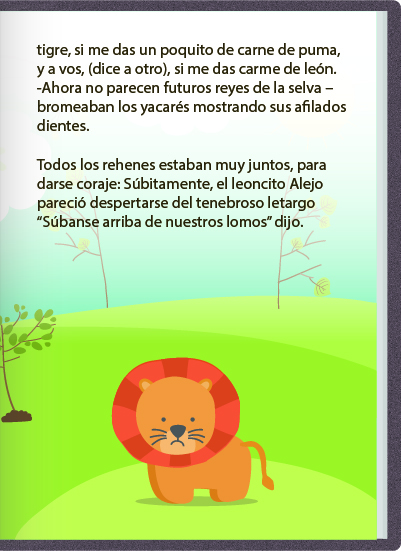 tigre, si me das un poquito de carne de puma,
y a vos, (dice a otro), si me das carme de león.
-Ahora no parecen futuros reyes de la selva –
bromeaban los yacarés mostrando sus afilados
dientes.
Todos los rehenes estaban muy juntos, para
darse coraje: Súbitamente, el leoncito Alejo
pareció despertarse del tenebroso letargo
“Súbanse arriba de nuestros lomos” dijo.